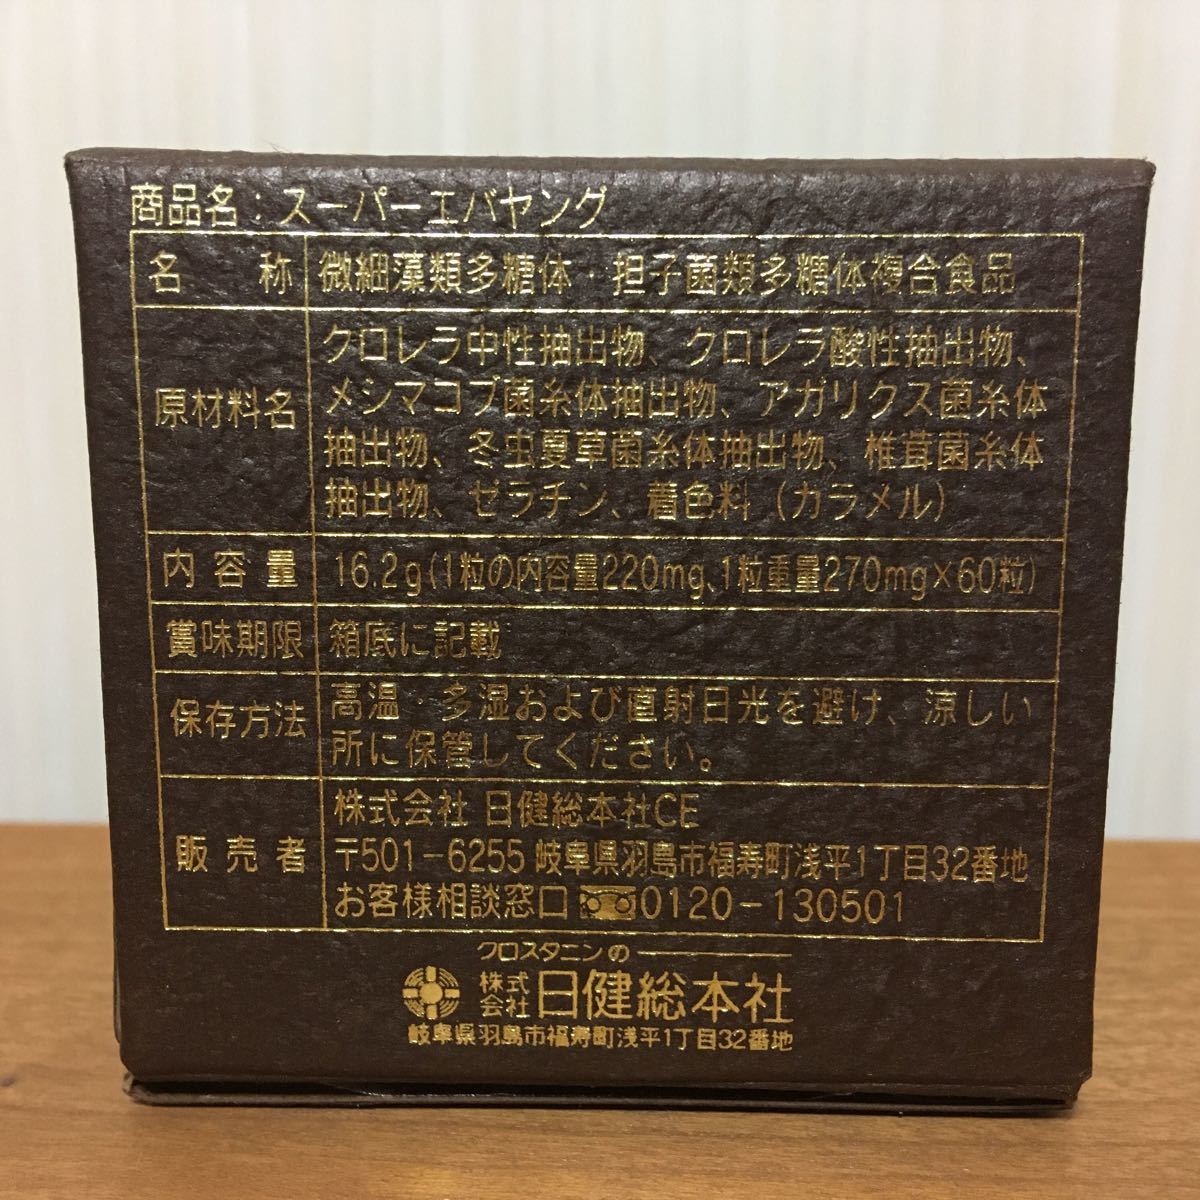 商品名:スーパーエバヤング
名称 微細藻類多糖体・担子菌類多糖体複合食品
原材料名 クロレラ中性抽出物、クロレラ酸性抽出物、
メシマコブ菌糸体抽出物、アガリクス菌糸体
抽出物、冬虫夏草菌糸体抽出物、椎茸菌糸体
抽出物、ゼラチン、着色料(カラメル)
内容量 16.2g(1粒の内容量220mg、1粒重量270mg×60粒)
賞味期限 箱底に記載
保存方法 高温・多湿および直射日光を避け、涼しい
所に保管してください。
販売者 株式会社 日健総本社CE
〒501-6255 岐阜県羽島市福寿町浅平1丁目32番地
お客様相談窓口 0120-130501
クロスタニンの
株式会社 日健総本社
岐阜県羽島市福寿町浅平1丁目32番地